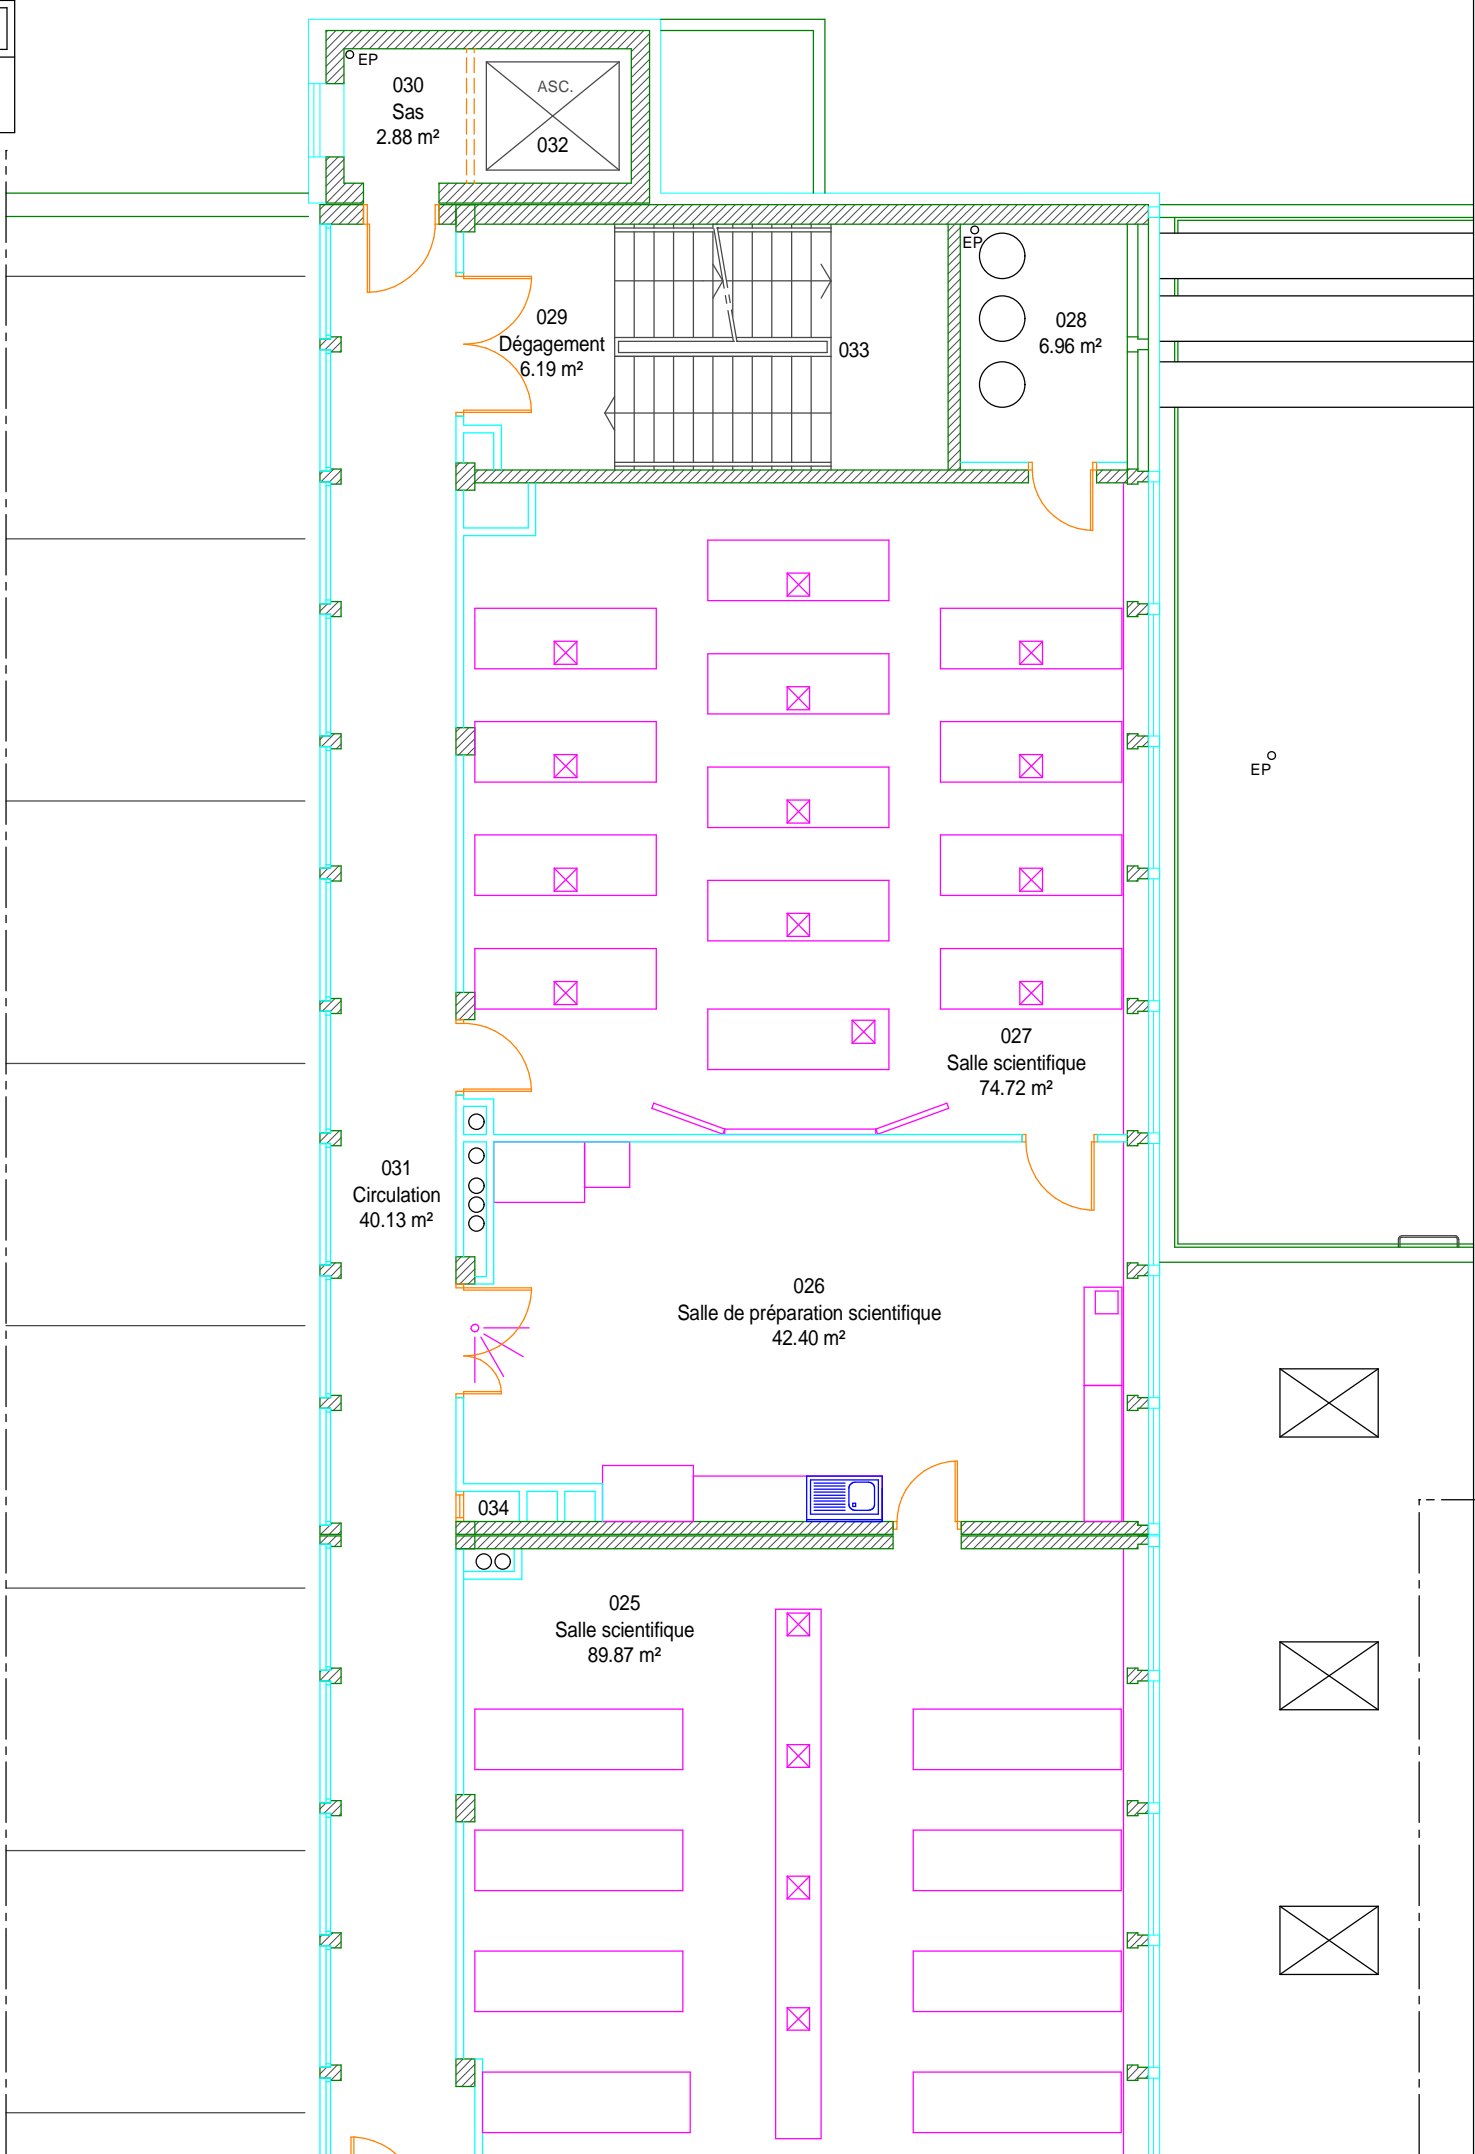 EP
030
Sas
2.88 m²
ASC.
032
EP
029
Dégagement
6.19 m²
033
028
6.96 m²
EP
027
Salle scientifique
74.72 m²
031
Circulation
40.13 m²
026
Salle de préparation scientifique
42.40 m²
034
025
Salle scientifique
89.87 m²